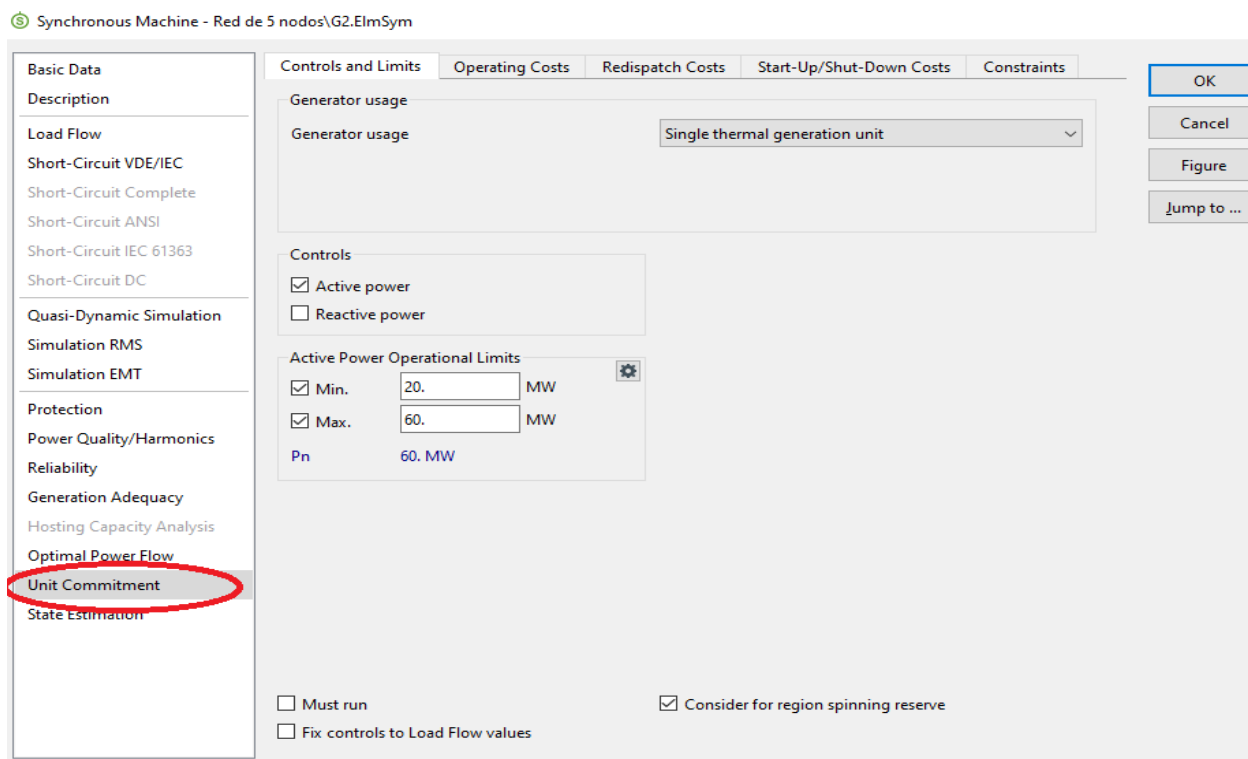 Synchronous Machine - Red de 5 nodos\G2.ElmSym
Basic Data
Description
Load Flow
Short-Circuit VDE/IEC
Short-Circuit Complete
Short-Circuit ANSI
Short-Circuit IEC 61363
Short-Circuit DC
Quasi-Dynamic Simulation
Simulation RMS
Simulation EMT
Protection
Power Quality/Harmonics
Reliability
Generation Adequacy
Hosting Capacity Analysis
Optimal Power Flow
Unit Commitment
State Estimation
Controls and Limits Operating Costs Redispatch Costs Start-Up/Shut-Down Costs Constraints
Generator usage
Generator usage Single thermal generation unit
Controls
Active power
Reactive power
Active Power Operational Limits
Min. 20. MW
Max. 60. MW
Pn 60. MW
Must run Consider for region spinning reserve
Fix controls to Load Flow values
OK
Cancel
Figure
Jump to ...